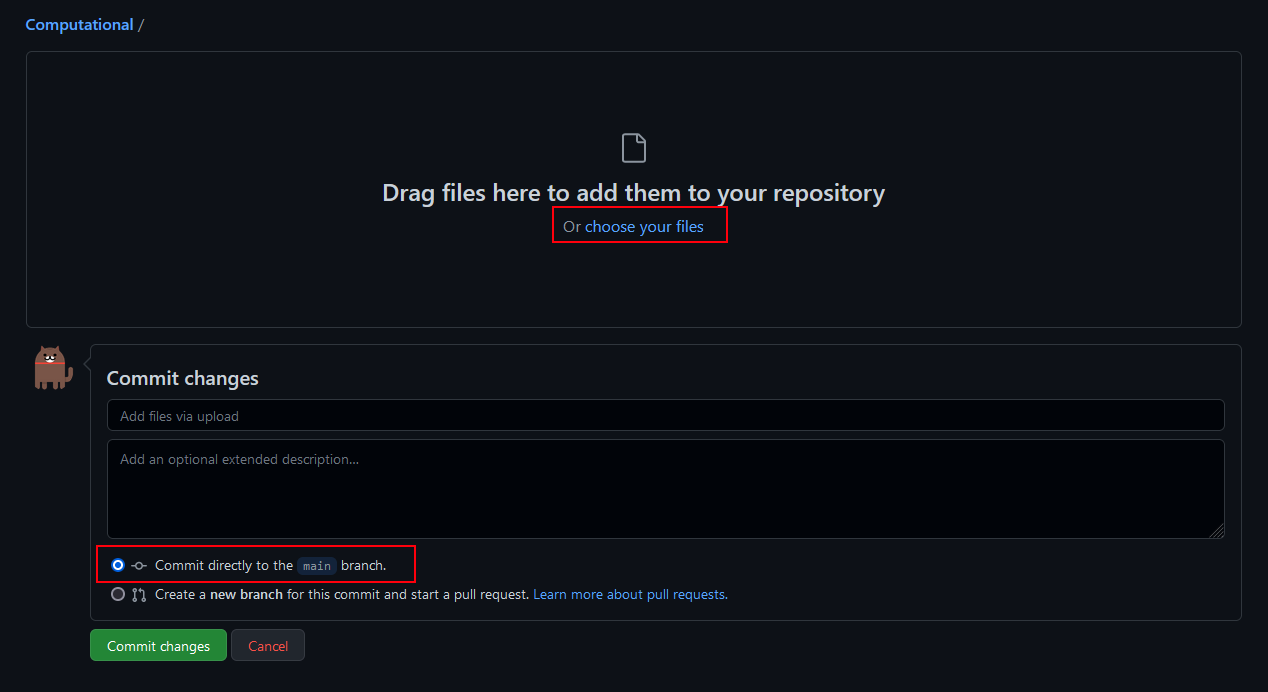 Computational /
Drag files here to add them to your repository
Or choose your files
Commit changes
Add files via upload
Add an optional extended description...
Commit directly to the main branch.
Create a new branch for this commit and start a pull request. Learn more about pull requests.
Commit changes Cancel